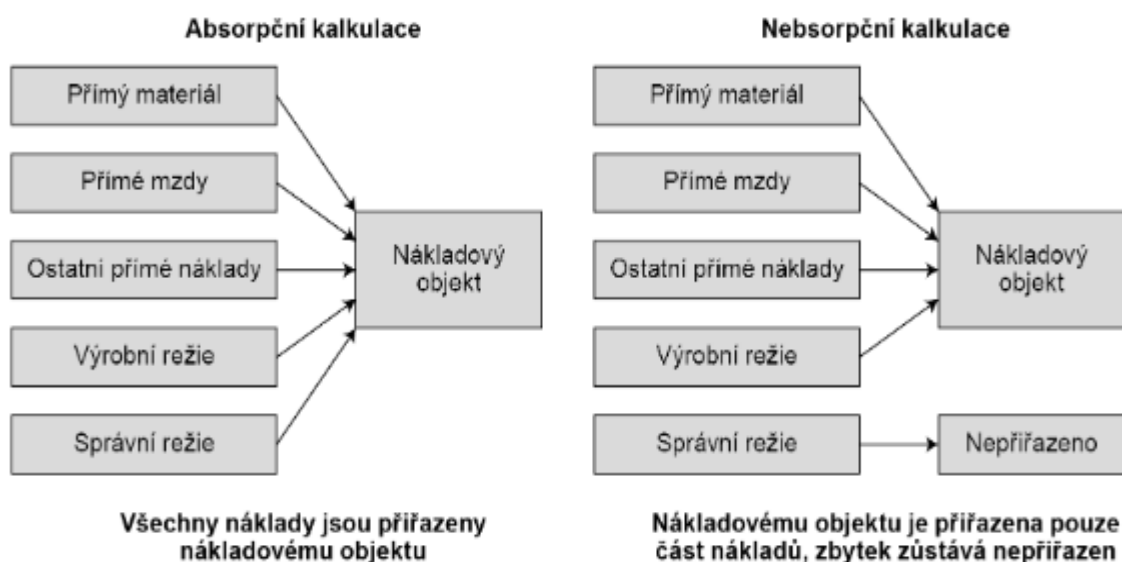 Absorpční kalkulace
Přímý materiál
Přímé mzdy
Ostatní přímé náklady
Výrobní režie
Správní režie
Nákladový
objekt
Všechny náklady jsou přiřazeny
nákladovému objektu
Nebsorpční kalkulace
Přímý materiál
Přímé mzdy
Ostatní přímé náklady
Výrobní režie
Správní režie
Nákladový
objekt
Nepřiřazeno
Nákladovému objektu je přiřazena pouze
část nákladů, zbytek zůstává nepřiřazen